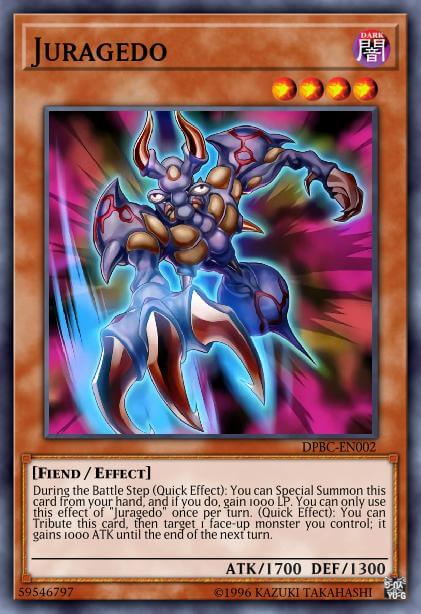 JURAGEDO
DARK
闇
DPBC-EN002
[FIEND / EFFECT]
During the Battle Step (Quick Effect): You can Special Summon this
card from your hand, and if you do, gain 1000 LP. You can only use
this effect of "Juragedo" once per turn. (Quick Effect): You can
Tribute this card, then target 1 face-up monster you control; it
gains 1000 ATK until the end of the next turn.
ATK/1700 DEF/1300
59546797
©1996 KAZUKI TAKAHASHI